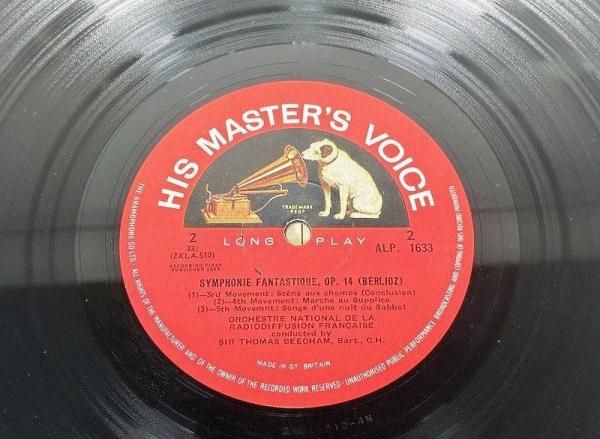 HIS MASTER'S VOICE
TRADE MARK
REGD
2
33⅓
(2XLA.510)
RECORDING FIRST
LONG PLAY
2
ALP. 1633
SYMPHONIE FANTASTIQUE, OP. 14 (BERLIOZ)
(1)—3rd Movement: Scène aux champs (Conclusion)
(2)—4th Movement: Marche au Supplice
(3)—5th Movemnt: Songe d'une nuit du Sabbat
ORCHESTRE NATIONAL DE LA
RADIODIFFUSION FRANÇAISE
conducted by
SIR THOMAS BEECHAM, Bart., C.H.
MADE IN GT. BRITAIN
THE GRAMOPHONE CO LTD. ALL RIGHTS OF THE MANUFACTURER AND OF THE OWNER OF THE RECORDED WORK RESERVED · UNAUTHORISED PUBLIC PERFORMANCE BROADCASTING AND COPYING OF THIS RECORD PROHIBITED